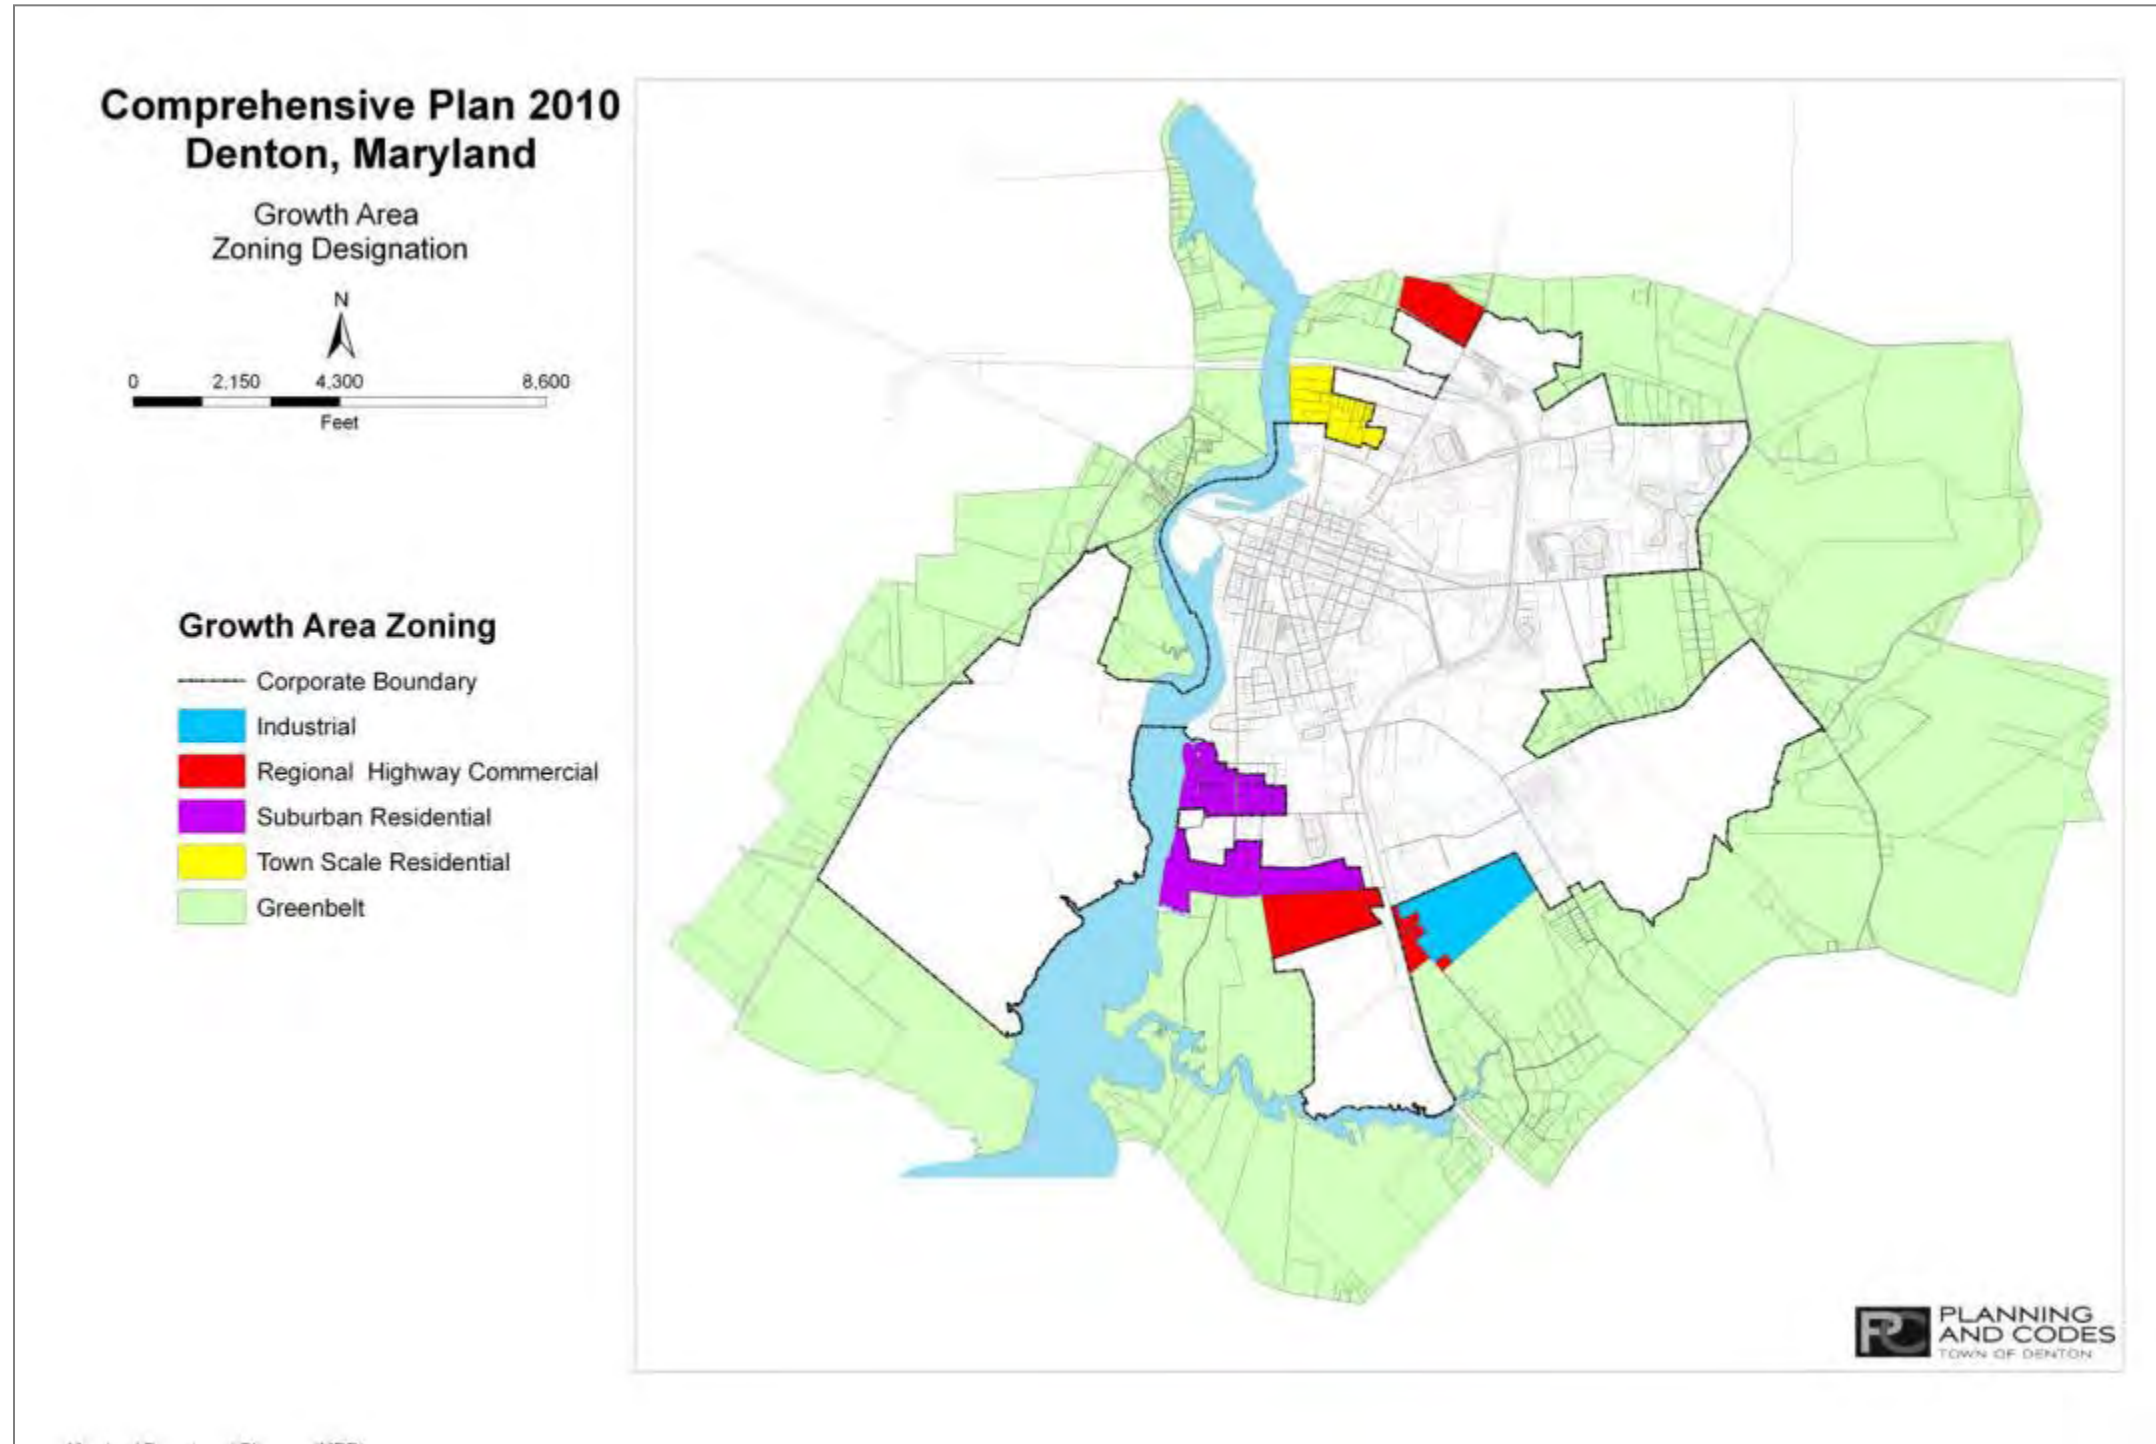 Comprehensive Plan 2010
Denton, Maryland
Growth Area
Zoning Designation
N
0 2,150 4,300 8,600
Feet
Growth Area Zoning
Corporate Boundary
Industrial
Regional Highway Commercial
Suburban Residential
Town Scale Residential
Greenbelt
PC
PLANNING
AND CODES
TOWN OF DENTON